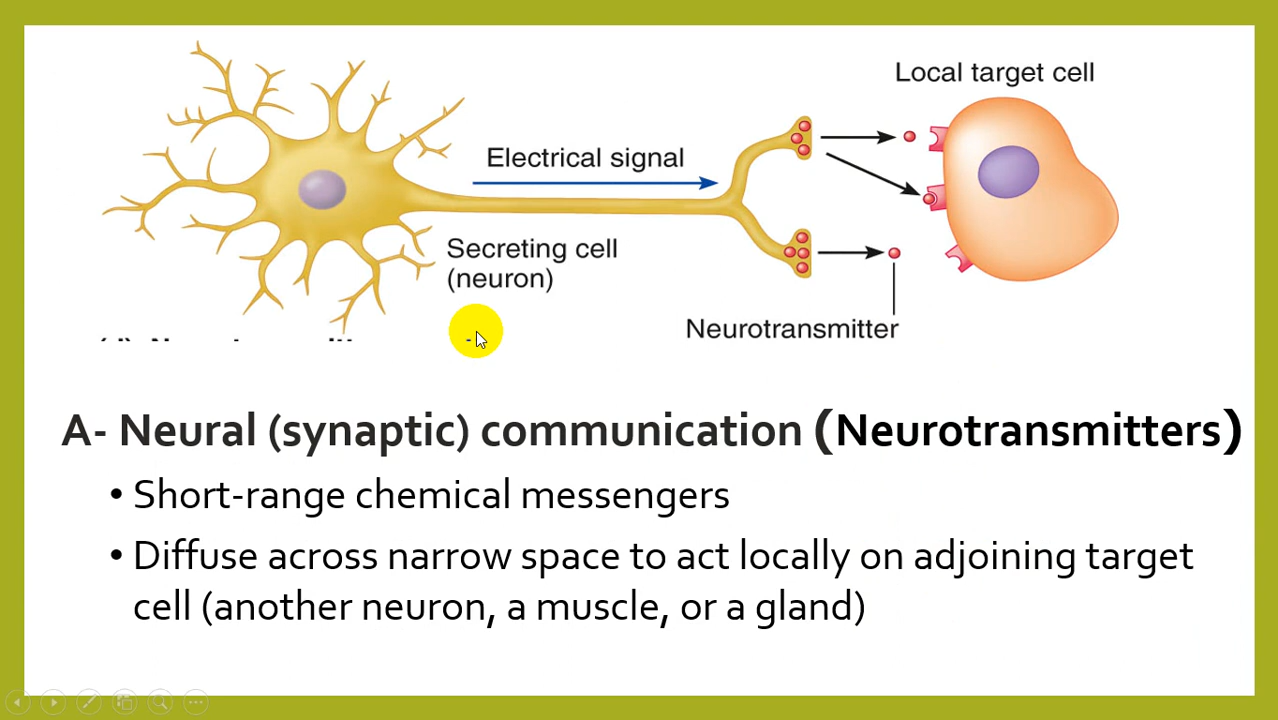 Local target cell
Electrical signal
Secreting cell
(neuron)
Neurotransmitter
A- Neural (synaptic) communication (Neurotransmitters)
• Short-range chemical messengers
• Diffuse across narrow space to act locally on adjoining target
cell (another neuron, a muscle, or a gland)